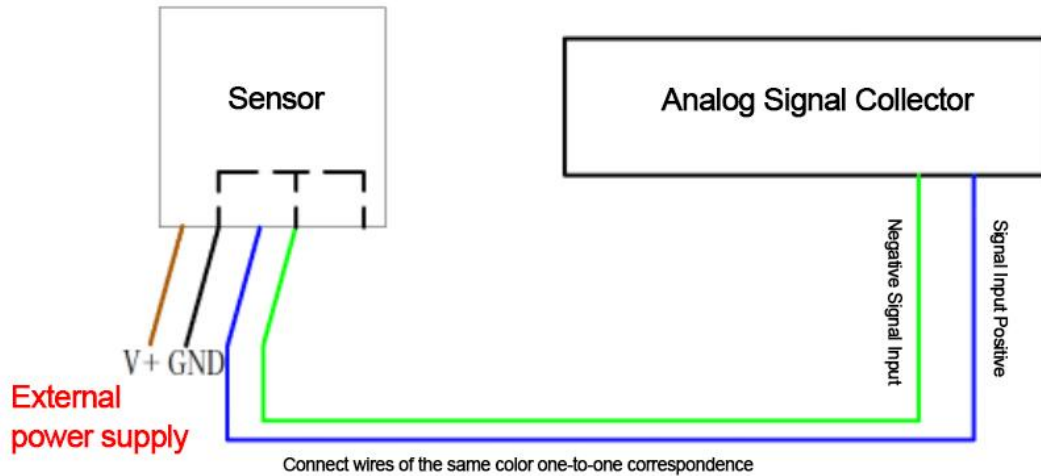 Sensor
Analog Signal Collector
Negative Signal Input
Signal Input Positive
V+ GND
External
power supply
Connect wires of the same color one-to-one correspondence